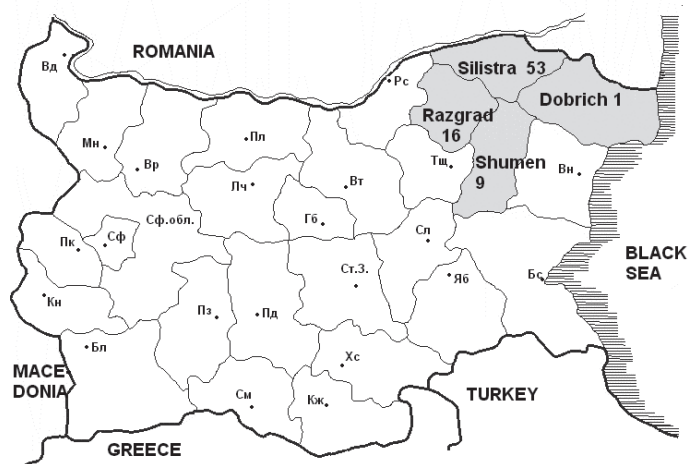 ROMANIA
Вд
Silistra 53
Рс
Dobrich 1
Razgrad
16
Мн
Вр
Пл
Тщ
Shumen
9
Вн
Лч
Вт
Гб
Сф.обл.
Пк
Сф
Сл
BLACK
SEA
Кн
Ст.З.
Яб
Бс
Пз
Пд
Бл
Хс
MACE
DONIA
См
Кж
TURKEY
GREECE